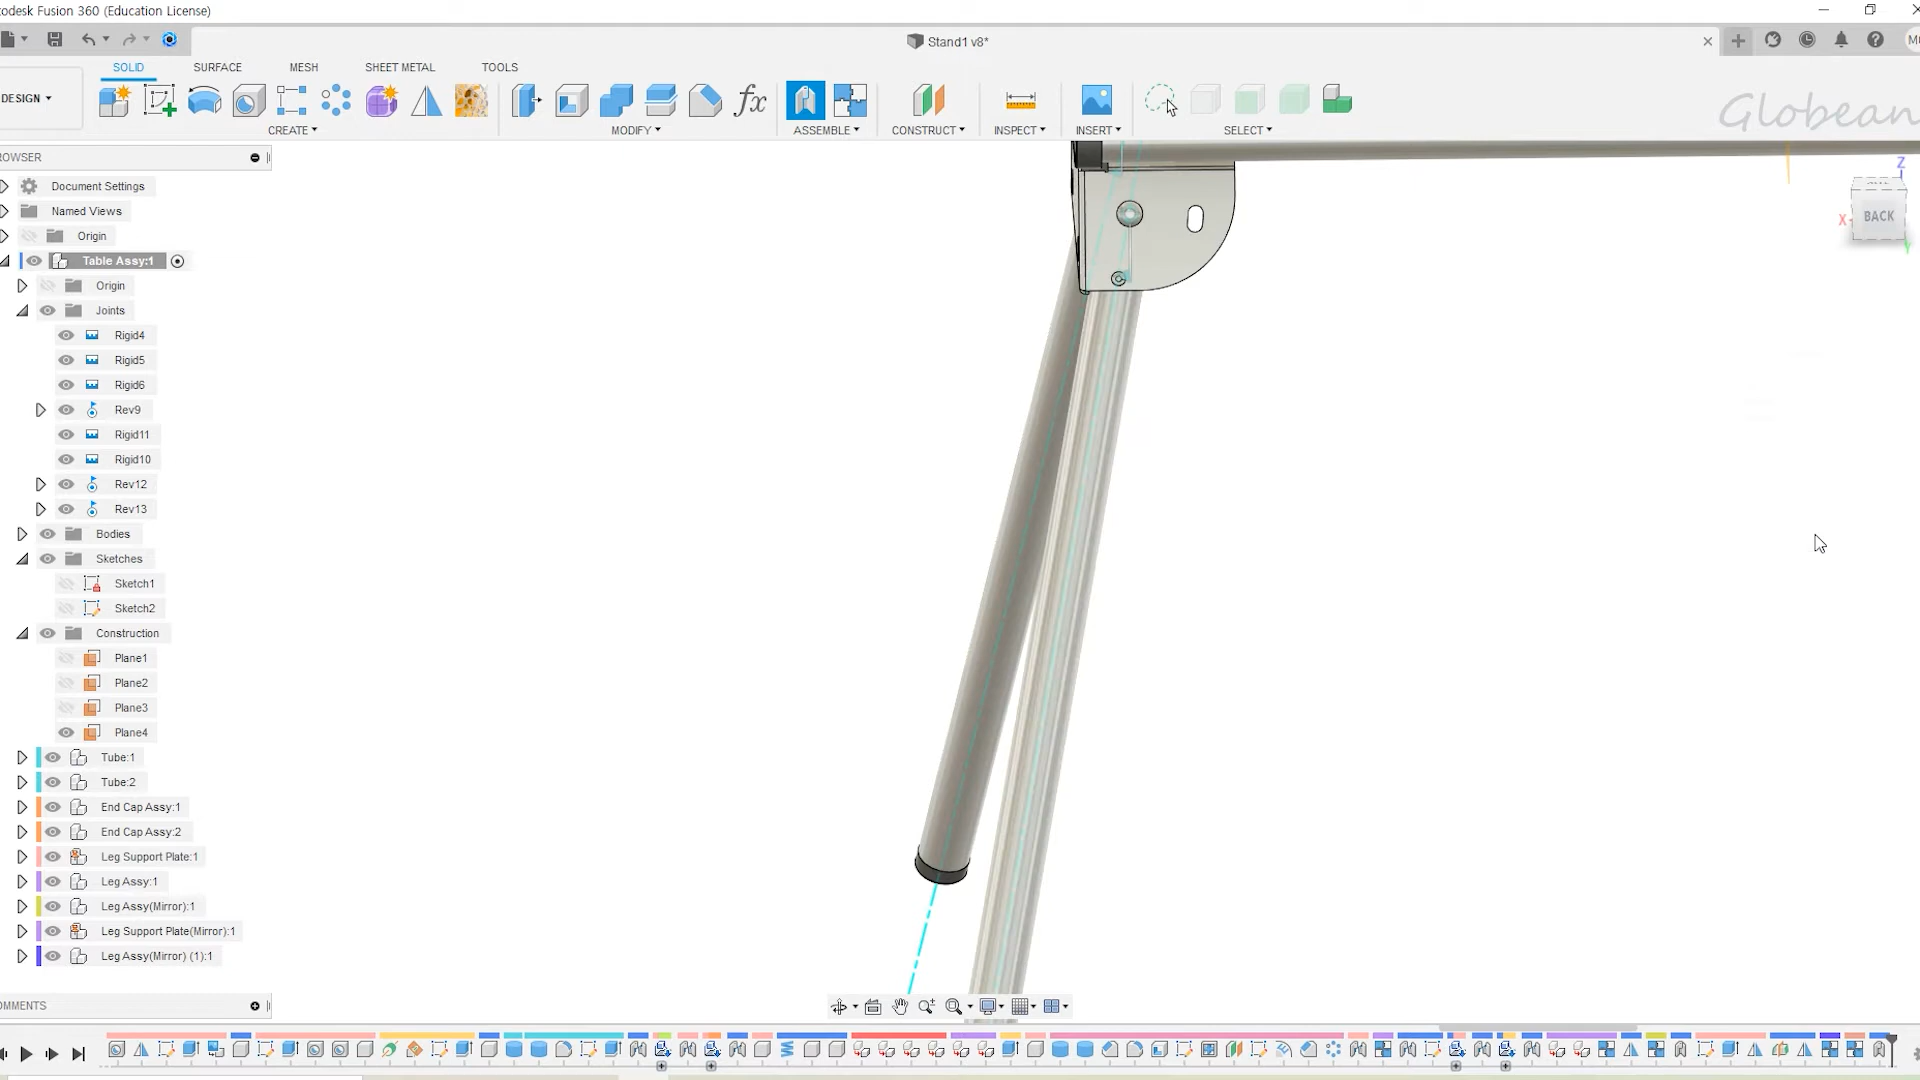 todesk Fusion 360 (Education License)
Stand1 v8*
SOLID SURFACE MESH SHEET METAL TOOLS
DESIGN
CREATE MODIFY ASSEMBLE CONSTRUCT INSPECT INSERT SELECT
Globean
ROWSER
Document Settings
Named Views
Origin
Table Assy:1
Origin
Joints
Rigid4
Rigid5
Rigid6
Rev9
Rigid11
Rigid10
Rev12
Rev13
Bodies
Sketches
Sketch1
Sketch2
Construction
Plane1
Plane2
Plane3
Plane4
Tube:1
Tube:2
End Cap Assy:1
End Cap Assy:2
Leg Support Plate:1
Leg Assy:1
Leg Assy(Mirror):1
Leg Support Plate(Mirror):1
Leg Assy(Mirror) (1):1
OMMENTS
Z
X
BACK
Y